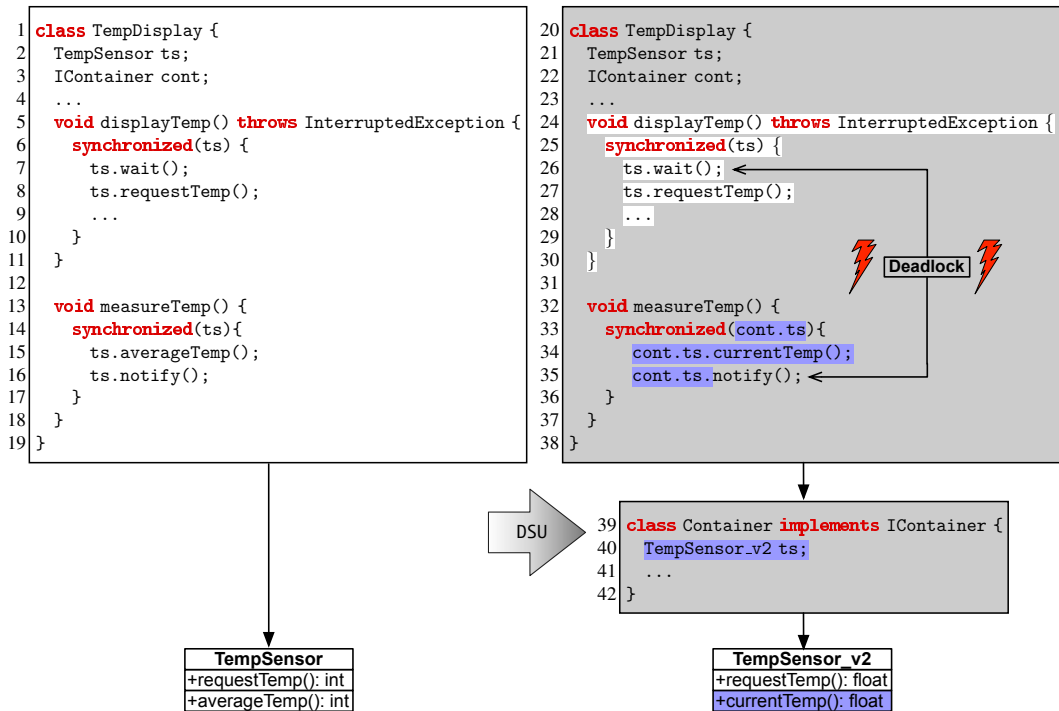 1 class TempDisplay {
2 TempSensor ts;
3 IContainer cont;
4 ...
5 void displayTemp() throws InterruptedException {
6 synchronized(ts) {
7 ts.wait();
8 ts.requestTemp();
9 ...
10 }
11 }
12
13 void measureTemp() {
14 synchronized(ts){
15 ts.averageTemp();
16 ts.notify();
17 }
18 }
19 }
TempSensor
+requestTemp(): int
+averageTemp(): int
20 class TempDisplay {
21 TempSensor ts;
22 IContainer cont;
23 ...
24 void displayTemp() throws InterruptedException {
25 synchronized(ts) {
26 ts.wait();
27 ts.requestTemp();
28 ...
29 }
30 }
31
32 void measureTemp() {
33 synchronized(cont.ts){
34 cont.ts.currentTemp();
35 cont.ts.notify();
36 }
37 }
38 }
Deadlock
DSU
39 class Container implements IContainer {
40 TempSensor_v2 ts;
41 ...
42 }
TempSensor_v2
+requestTemp(): float
+currentTemp(): float